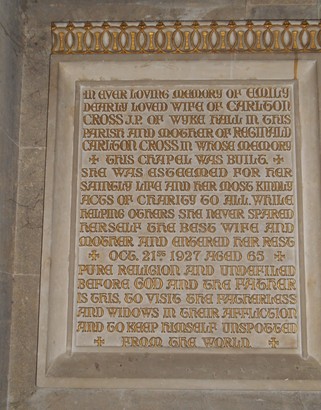 IN EVER LOVING MEMORY OF EMILY
DEARLY LOVED WIFE OF CARLTON
CROSS J.P. OF WYKE HALL IN THIS
PARISH AND MOTHER OF REGINALD
CARLTON CROSS IN WHOSE MEMORY
✠ THIS CHAPEL WAS BUILT. ✠
SHE WAS ESTEEMED FOR HER
SAINTLY LIFE AND HER MOST KINDLY
ACTS OF CHARITY TO ALL, WHILE
HELPING OTHERS SHE NEVER SPARED
HERSELF THE BEST WIFE AND
MOTHER AND ENTERED HER REST
✠ OCT. 21ST 1927 AGED 65 ✠
PURE RELIGION AND UNDEFILED
BEFORE GOD AND THE FATHER
IS THIS, TO VISIT THE FATHERLESS
AND WIDOWS IN THEIR AFFLICTION
AND TO KEEP HIMSELF UNSPOTTED
✠ FROM THE WORLD. ✠